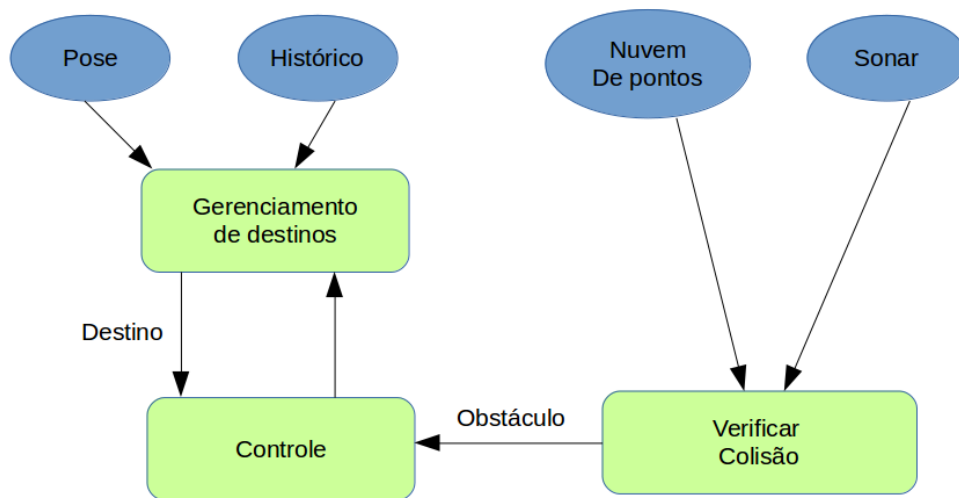 Pose
Histórico
Nuvem
De pontos
Sonar
Gerenciamento
de destinos
Destino
Controle
Obstáculo
Verificar
Colisão